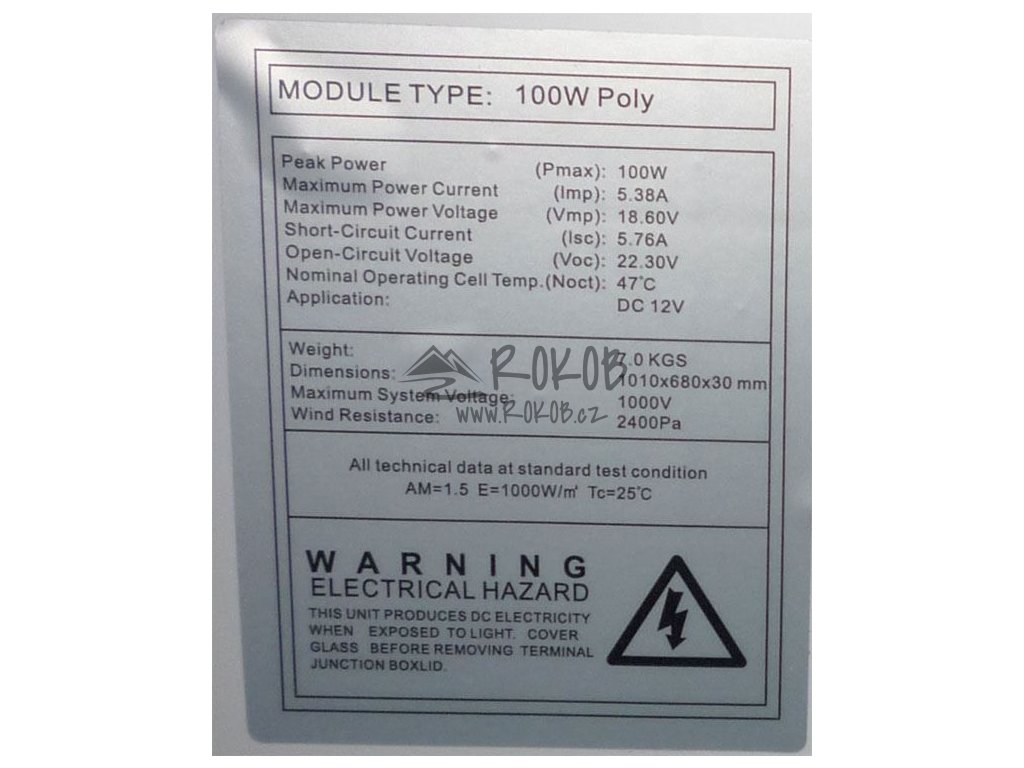 MODULE TYPE: 100W Poly
Peak Power (Pmax): 100W
Maximum Power Current (Imp): 5.38A
Maximum Power Voltage (Vmp): 18.60V
Short-Circuit Current (Isc): 5.76A
Open-Circuit Voltage (Voc): 22.30V
Nominal Operating Cell Temp.(Noct): 47°C
Application: DC 12V
Weight: 7.0 KGS
ROKOB
Dimensions: 1010x680x30 mm
Maximum System Voltage: 1000V
www.ROKOB.cz
Wind Resistance: 2400Pa
All technical data at standard test condition
AM=1.5 E=1000W/㎡ Tc=25°C
WARNING
ELECTRICAL HAZARD
THIS UNIT PRODUCES DC ELECTRICITY
WHEN EXPOSED TO LIGHT. COVER
GLASS BEFORE REMOVING TERMINAL
JUNCTION BOXLID.